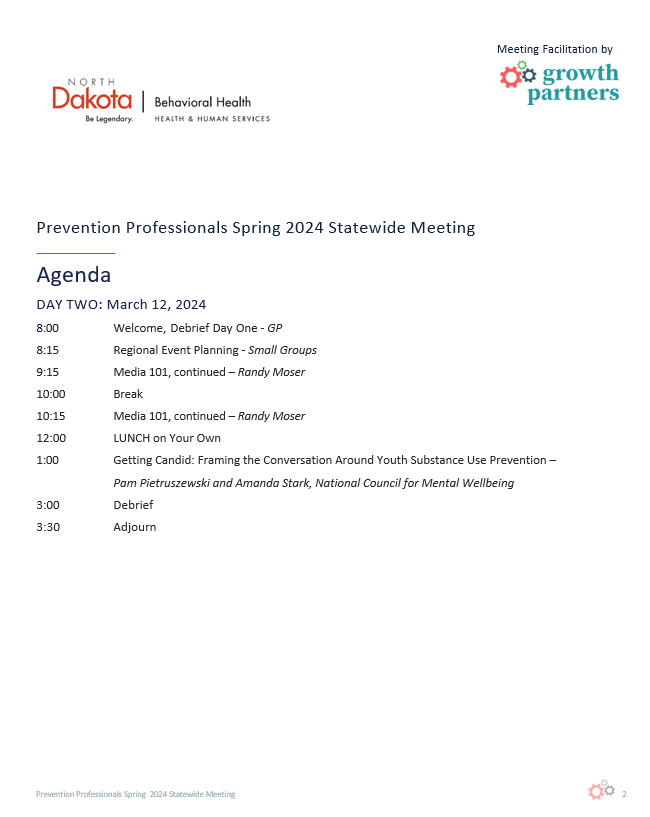 Meeting Facilitation by
growth
partners
NORTH
Dakota
Be Legendary.
Behavioral Health
HEALTH & HUMAN SERVICES
Prevention Professionals Spring 2024 Statewide Meeting
Agenda
DAY TWO: March 12, 2024
8:00 Welcome, Debrief Day One - GP
8:15 Regional Event Planning - Small Groups
9:15 Media 101, continued – Randy Moser
10:00 Break
10:15 Media 101, continued – Randy Moser
12:00 LUNCH on Your Own
1:00 Getting Candid: Framing the Conversation Around Youth Substance Use Prevention –
Pam Pietruszewski and Amanda Stark, National Council for Mental Wellbeing
3:00 Debrief
3:30 Adjourn
Prevention Professionals Spring 2024 Statewide Meeting 2